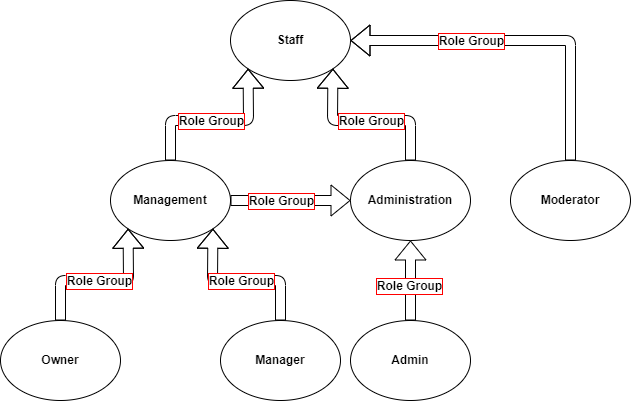 Staff
Role Group
Role Group
Role Group
Management
Role Group
Administration
Moderator
Role Group
Role Group
Role Group
Owner
Manager
Admin